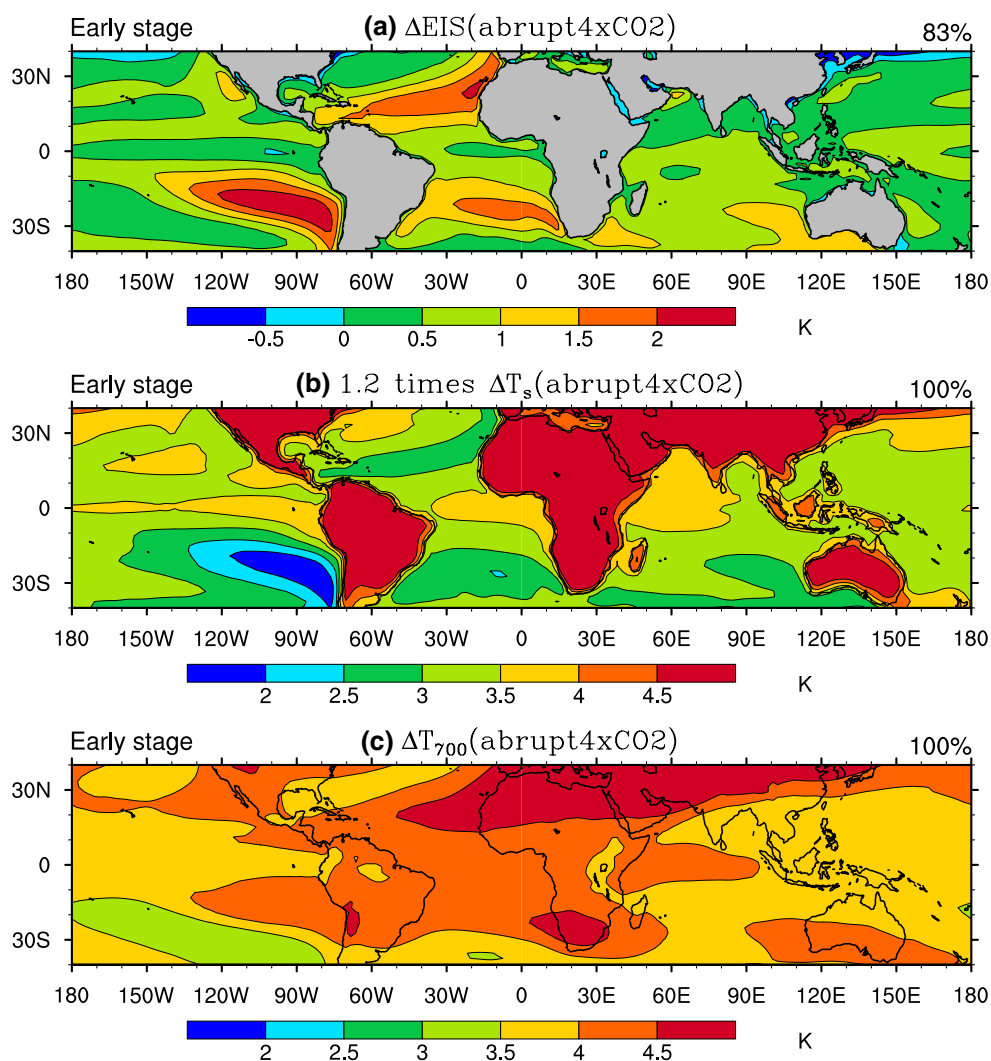 Early stage (a) ΔEIS(abrupt4xCO2) 83%
30N
0
30S
180 150W 120W 90W 60W 30W 0 30E 60E 90E 120E 150E 180
-0.5 0 0.5 1 1.5 2 K
Early stage (b) 1.2 times ΔTs(abrupt4xCO2) 100%
30N
0
30S
180 150W 120W 90W 60W 30W 0 30E 60E 90E 120E 150E 180
2 2.5 3 3.5 4 4.5 K
Early stage (c) ΔT700(abrupt4xCO2) 100%
30N
0
30S
180 150W 120W 90W 60W 30W 0 30E 60E 90E 120E 150E 180
2 2.5 3 3.5 4 4.5 K